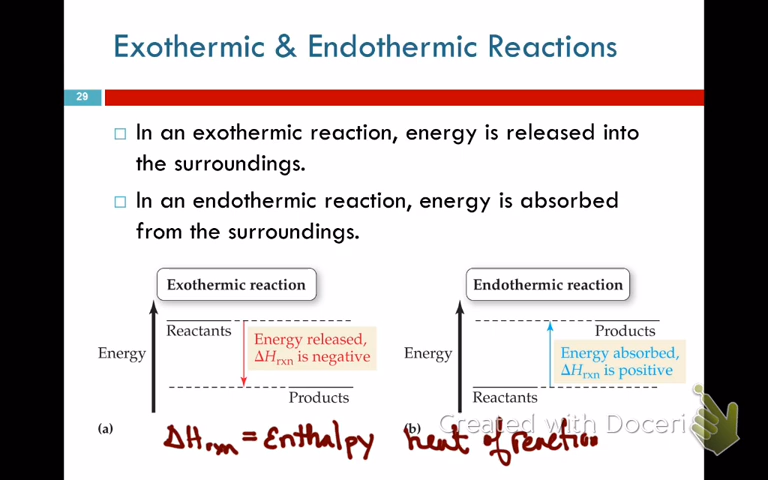 Exothermic & Endothermic Reactions
29
In an exothermic reaction, energy is released into
the surroundings.
In an endothermic reaction, energy is absorbed
from the surroundings.
Exothermic reaction
Energy
Reactants
Energy released,
ΔHrxn is negative
Products
(a)
Endothermic reaction
Energy
Products
Energy absorbed,
ΔHrxn is positive
Reactants
(b)
Created with Doceri
ΔHrxn = Enthalpy heat of reaction